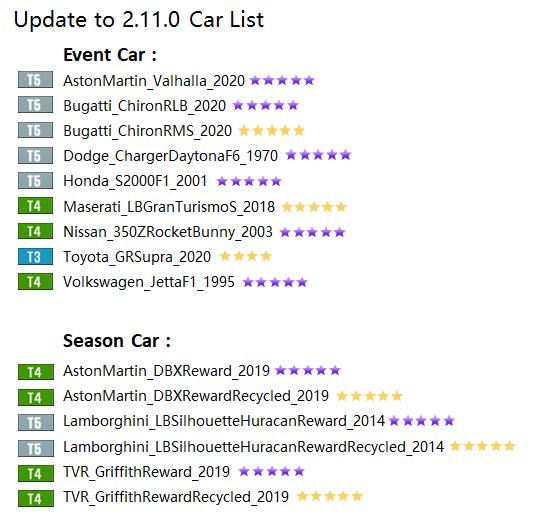 Update to 2.11.0 Car List
Event Car :
T5 AstonMartin_Valhalla_2020
T5 Bugatti_ChironRLB_2020
T5 Bugatti_ChironRMS_2020
T5 Dodge_ChargerDaytonaF6_1970
T5 Honda_S2000F1_2001
T4 Maserati_LBGranTurismoS_2018
T4 Nissan_350ZRocketBunny_2003
T3 Toyota_GRSupra_2020
T4 Volkswagen_JettaF1_1995
Season Car :
T4 AstonMartin_DBXReward_2019
T4 AstonMartin_DBXRewardRecycled_2019
T5 Lamborghini_LBSilhouetteHuracanReward_2014
T5 Lamborghini_LBSilhouetteHuracanRewardRecycled_2014
T4 TVR_GriffithReward_2019
T4 TVR_GriffithRewardRecycled_2019